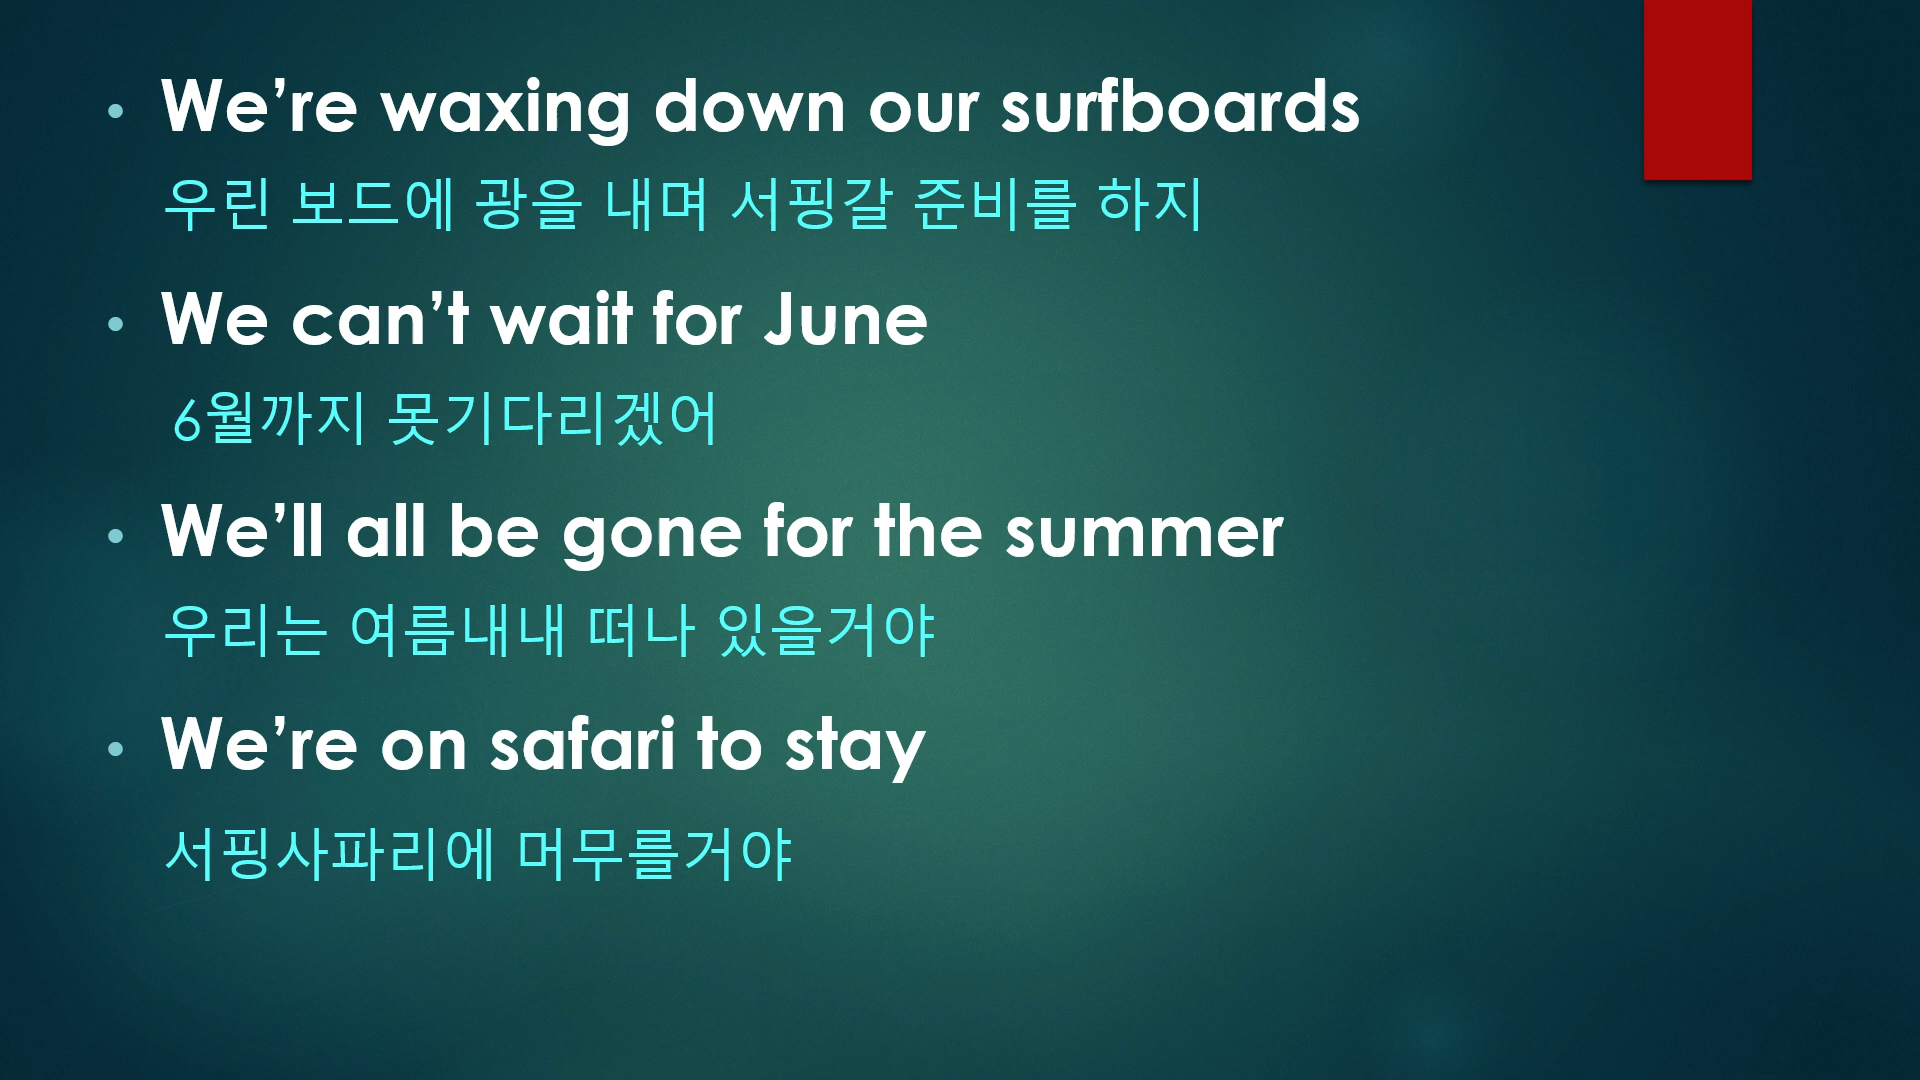 • We’re waxing down our surfboards
우린 보드에 광을 내며 서핑갈 준비를 하지
• We can’t wait for June
6월까지 못기다리겠어
• We’ll all be gone for the summer
우리는 여름내내 떠나 있을거야
• We’re on safari to stay
서핑사파리에 머무를거야